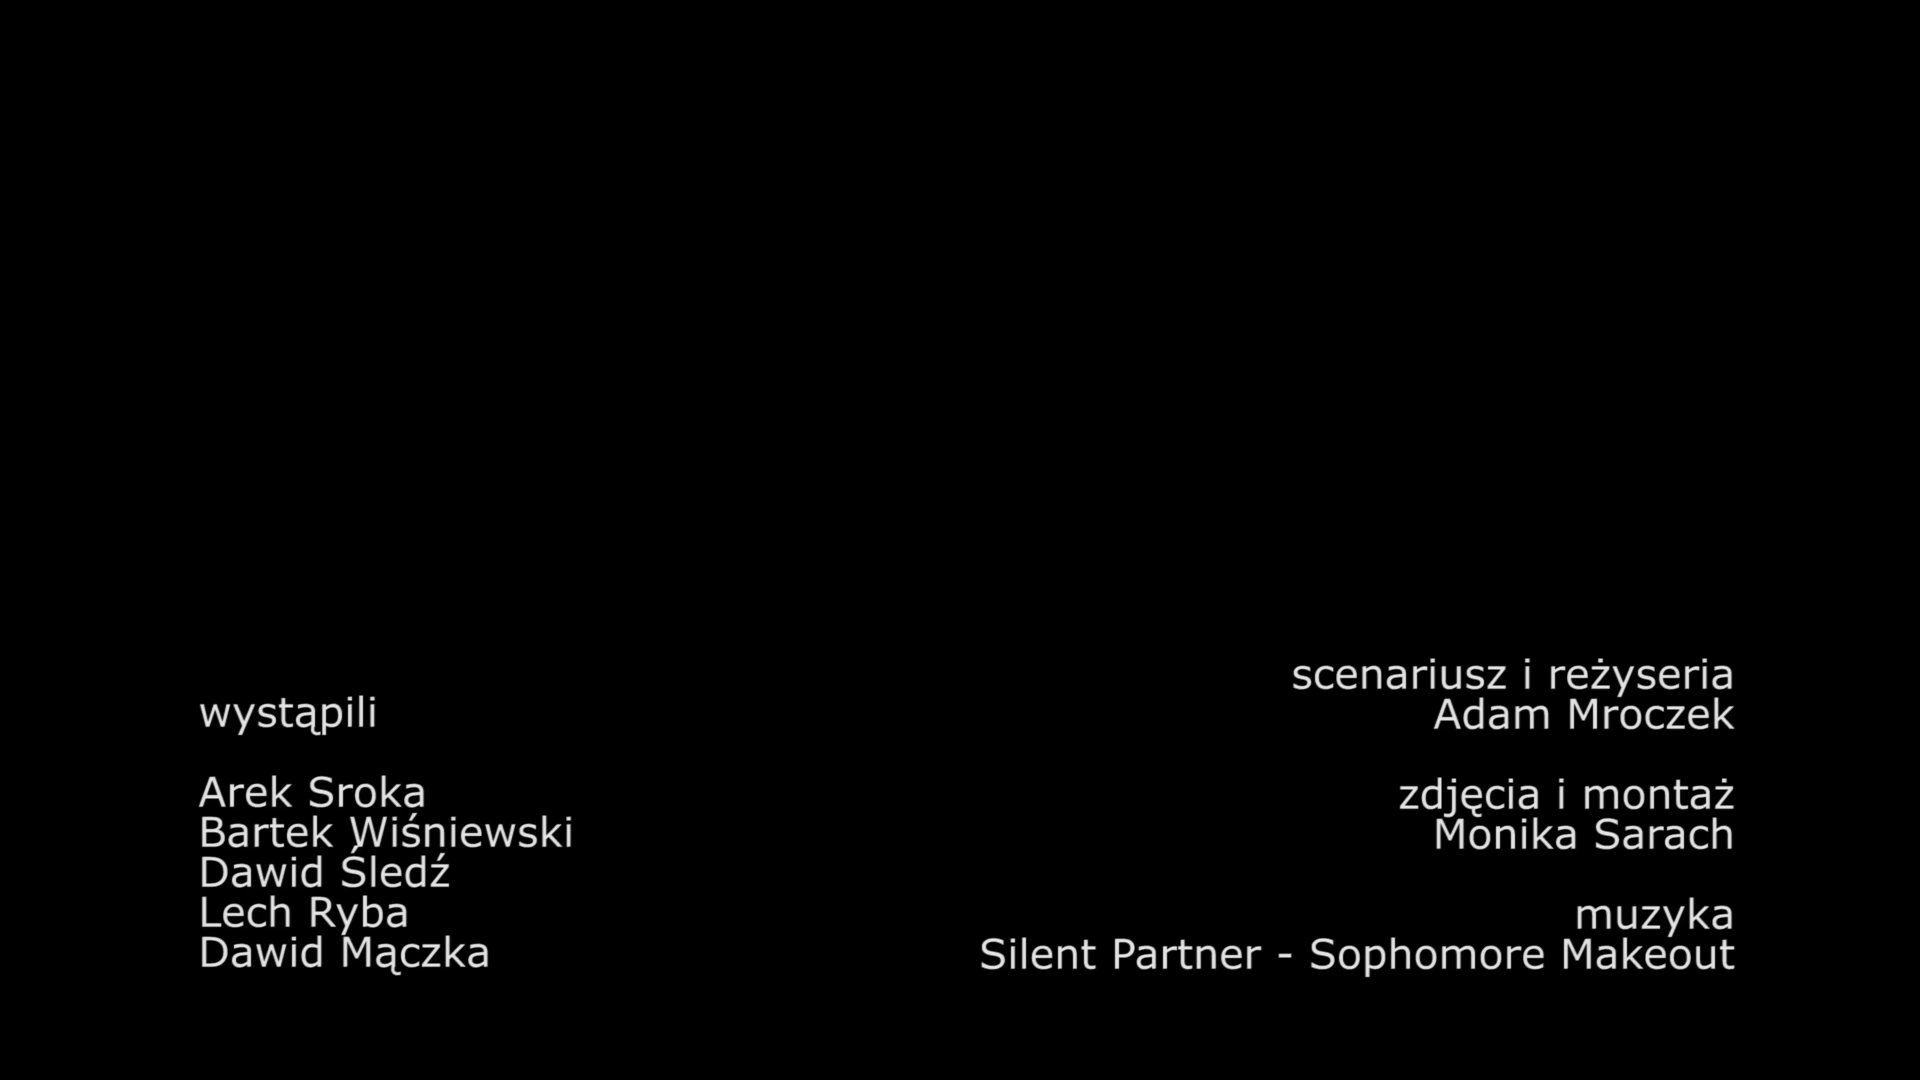 wystąpili
Arek Sroka
Bartek Wiśniewski
Dawid Śledź
Lech Ryba
Dawid Mączka
scenariusz i reżyseria
Adam Mroczek
zdjęcia i montaż
Monika Sarach
muzyka
Silent Partner - Sophomore Makeout